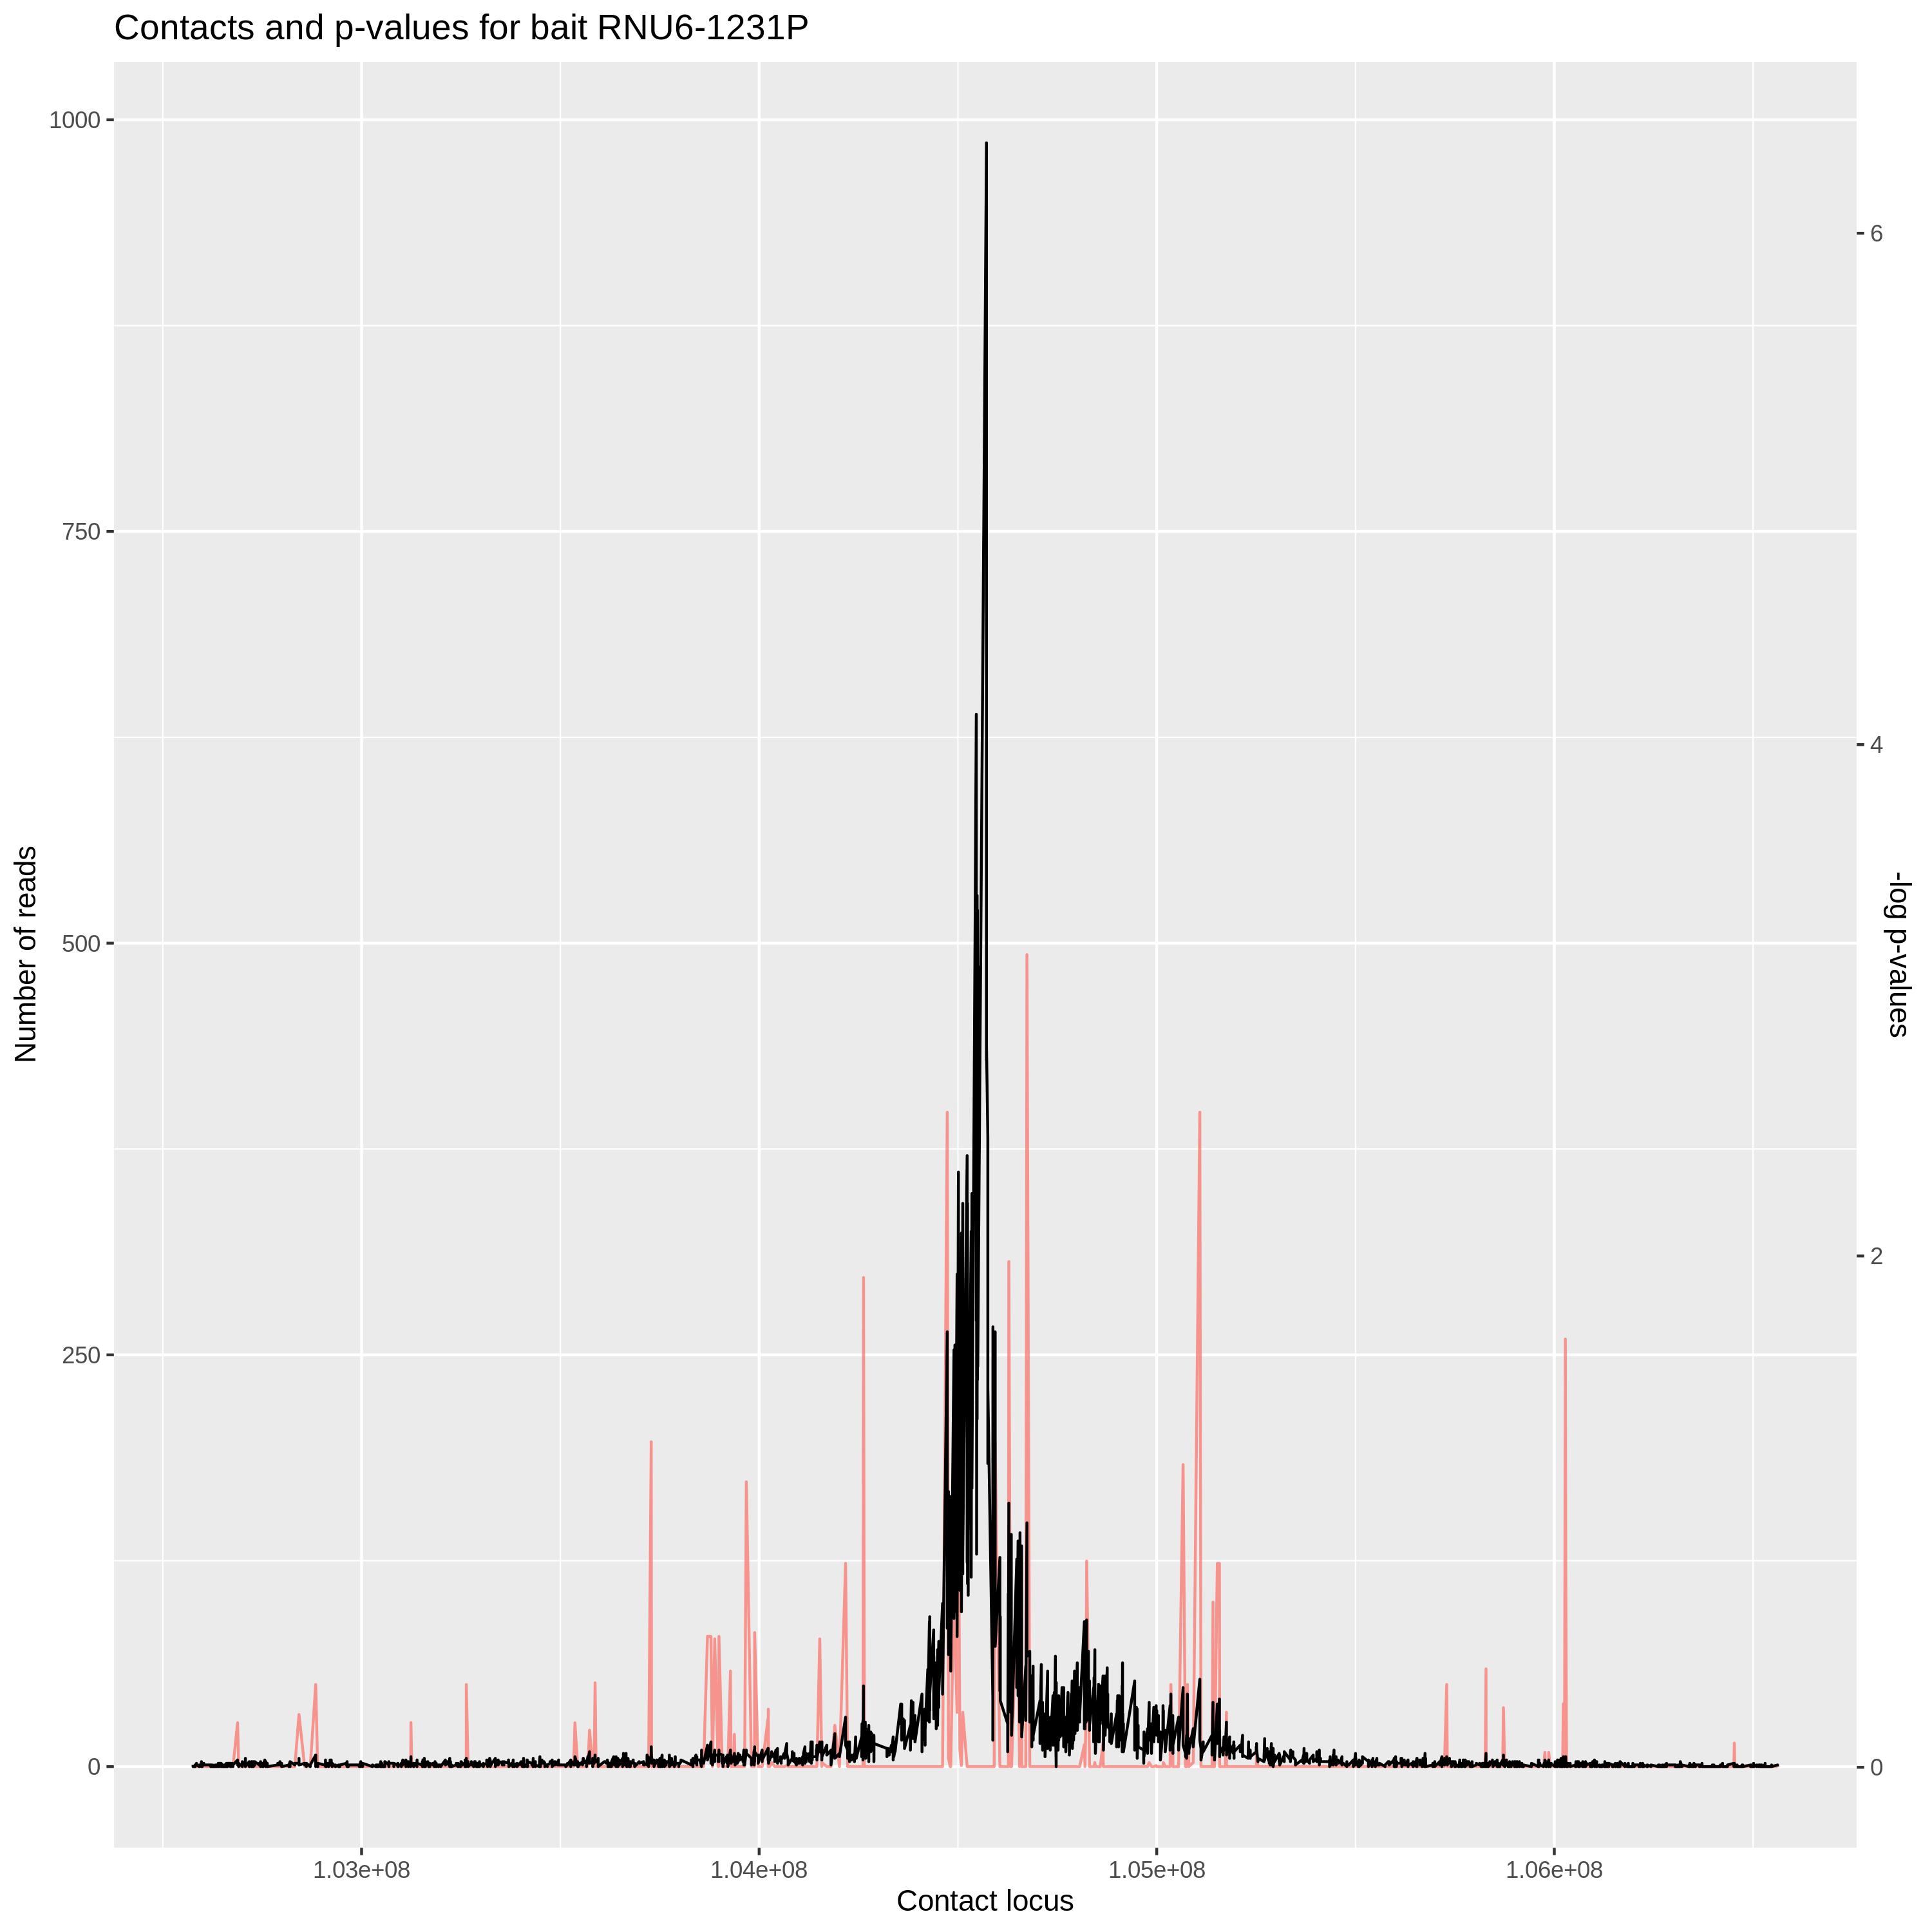 Contacts and p-values for bait RNU6-1231P
1000
750
500
250
0
Number of reads
6
4
2
0
-log p-values
1.03e+08
1.04e+08
1.05e+08
1.06e+08
Contact locus